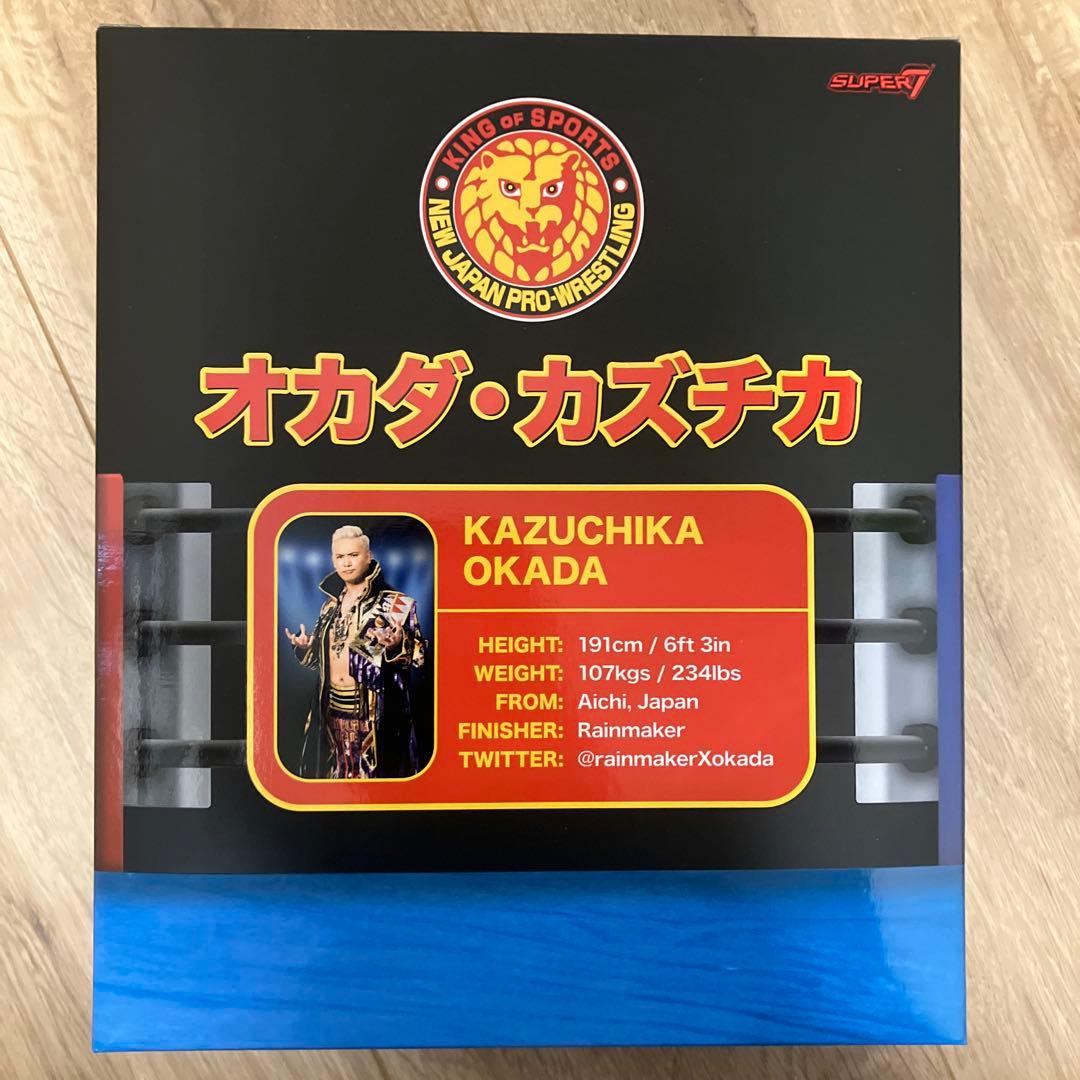 SUPER7
KING OF SPORTS
NEW JAPAN PRO-WRESTLING
オカダ・カズチカ
KAZUCHIKA
OKADA
HEIGHT: 191cm / 6ft 3in
WEIGHT: 107kgs / 234lbs
FROM: Aichi, Japan
FINISHER: Rainmaker
TWITTER: @rainmakerXokada